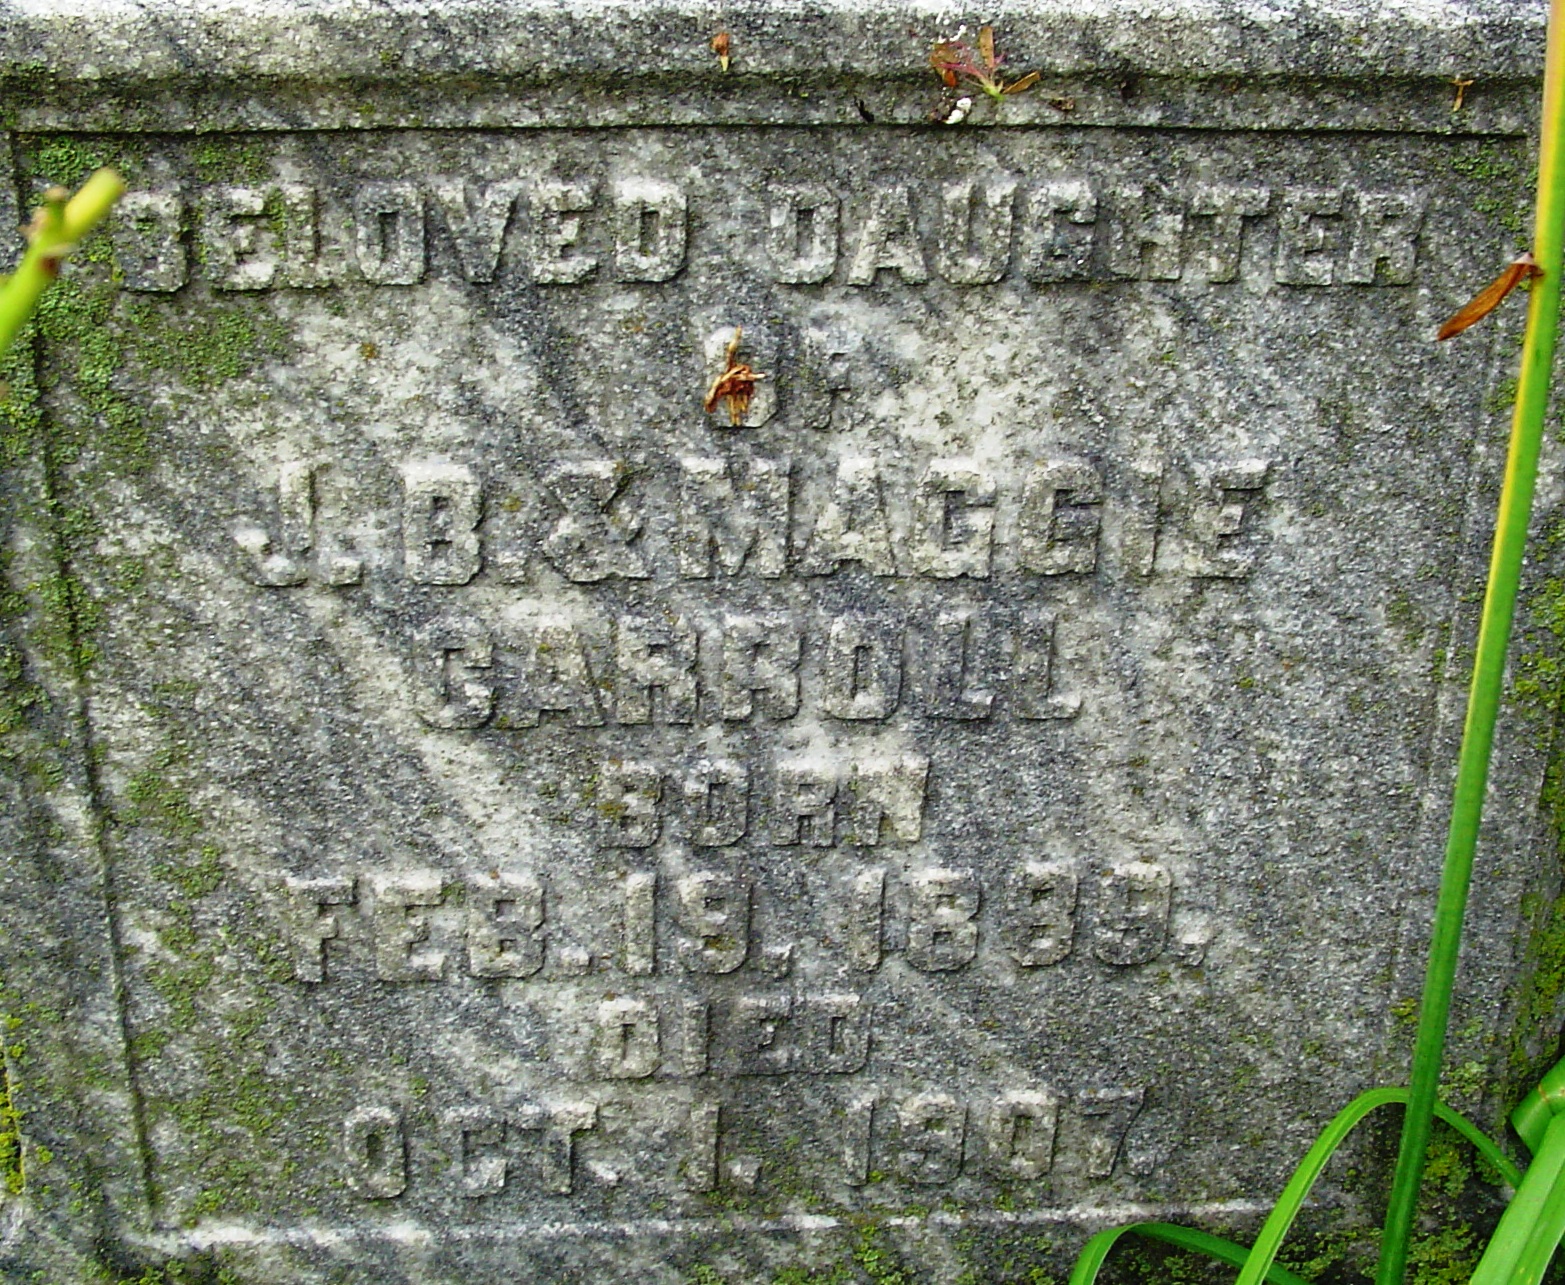 BELOVED DAUGHTER
OF
J. B. & MAGGIE
CARROLL
BORN
FEB. 19, 1889.
DIED
OCT. 1. 1907